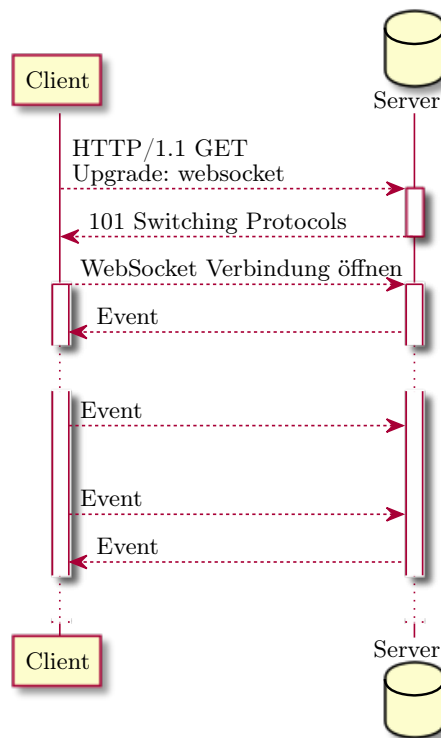 Client
Server
HTTP/1.1 GET
Upgrade: websocket
101 Switching Protocols
WebSocket Verbindung öffnen
Event
Event
Event
Event
Client
Server